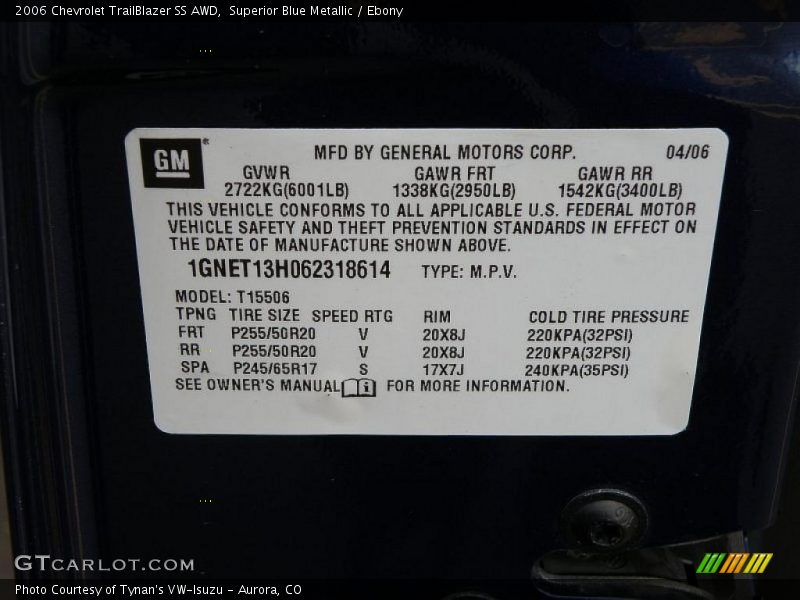 2006 Chevrolet TrailBlazer SS AWD,  Superior Blue Metallic / Ebony
GM® MFD BY GENERAL MOTORS CORP. 04/06
GVWR GAWR FRT GAWR RR
2722KG(6001LB) 1338KG(2950LB) 1542KG(3400LB)
THIS VEHICLE CONFORMS TO ALL APPLICABLE U.S. FEDERAL MOTOR
VEHICLE SAFETY AND THEFT PREVENTION STANDARDS IN EFFECT ON
THE DATE OF MANUFACTURE SHOWN ABOVE.
1GNET13H062318614 TYPE: M.P.V.
MODEL: T15506
TPNG TIRE SIZE SPEED RTG RIM COLD TIRE PRESSURE
FRT P255/50R20 V 20X8J 220KPA(32PSI)
RR P255/50R20 V 20X8J 220KPA(32PSI)
SPA P245/65R17 S 17X7J 240KPA(35PSI)
SEE OWNER'S MANUAL i FOR MORE INFORMATION.
GTCARLOT.COM
Photo Courtesy of Tynan's VW-Isuzu - Aurora, CO